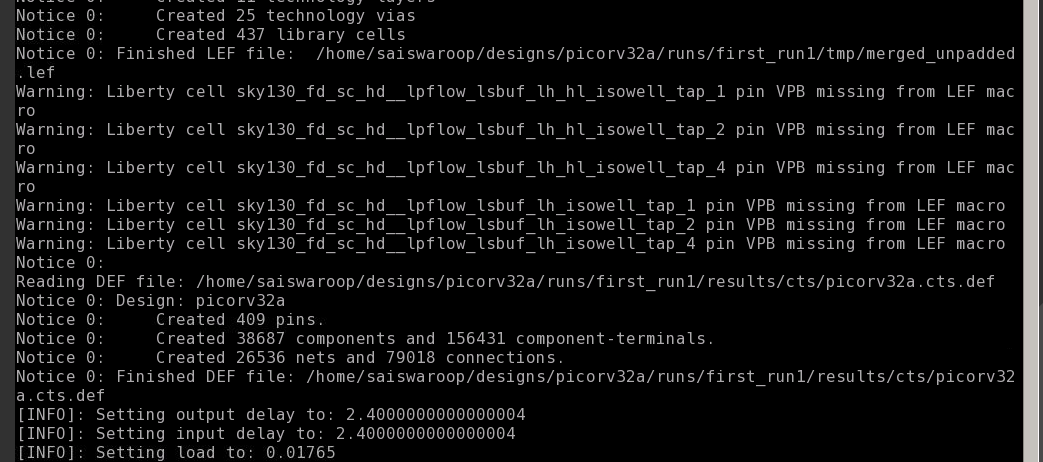 Notice 0:     Created 11 technology layers
Notice 0:     Created 25 technology vias
Notice 0:     Created 437 library cells
Notice 0: Finished LEF file:  /home/saiswaroop/designs/picorv32a/runs/first_run1/tmp/merged_unpadded
.lef
Warning: Liberty cell sky130_fd_sc_hd__lpflow_lsbuf_lh_hl_isowell_tap_1 pin VPB missing from LEF mac
ro
Warning: Liberty cell sky130_fd_sc_hd__lpflow_lsbuf_lh_hl_isowell_tap_2 pin VPB missing from LEF mac
ro
Warning: Liberty cell sky130_fd_sc_hd__lpflow_lsbuf_lh_hl_isowell_tap_4 pin VPB missing from LEF mac
ro
Warning: Liberty cell sky130_fd_sc_hd__lpflow_lsbuf_lh_isowell_tap_1 pin VPB missing from LEF macro
Warning: Liberty cell sky130_fd_sc_hd__lpflow_lsbuf_lh_isowell_tap_2 pin VPB missing from LEF macro
Warning: Liberty cell sky130_fd_sc_hd__lpflow_lsbuf_lh_isowell_tap_4 pin VPB missing from LEF macro
Notice 0:
Reading DEF file: /home/saiswaroop/designs/picorv32a/runs/first_run1/results/cts/picorv32a.cts.def
Notice 0: Design: picorv32a
Notice 0:     Created 409 pins.
Notice 0:     Created 38687 components and 156431 component-terminals.
Notice 0:     Created 26536 nets and 79018 connections.
Notice 0: Finished DEF file: /home/saiswaroop/designs/picorv32a/runs/first_run1/results/cts/picorv32
a.cts.def
[INFO]: Setting output delay to: 2.4000000000000004
[INFO]: Setting input delay to: 2.4000000000000004
[INFO]: Setting load to: 0.01765